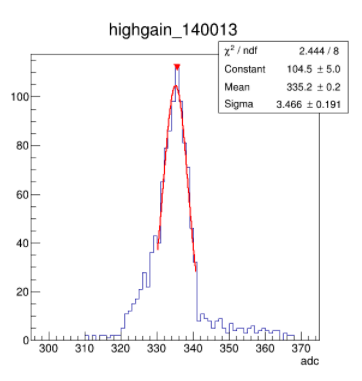 highgain_140013
χ² / ndf 2.444 / 8
Constant 104.5 ± 5.0
Mean 335.2 ± 0.2
Sigma 3.466 ± 0.191
100
80
60
40
20
0
300 310 320 330 340 350 360 370
adc